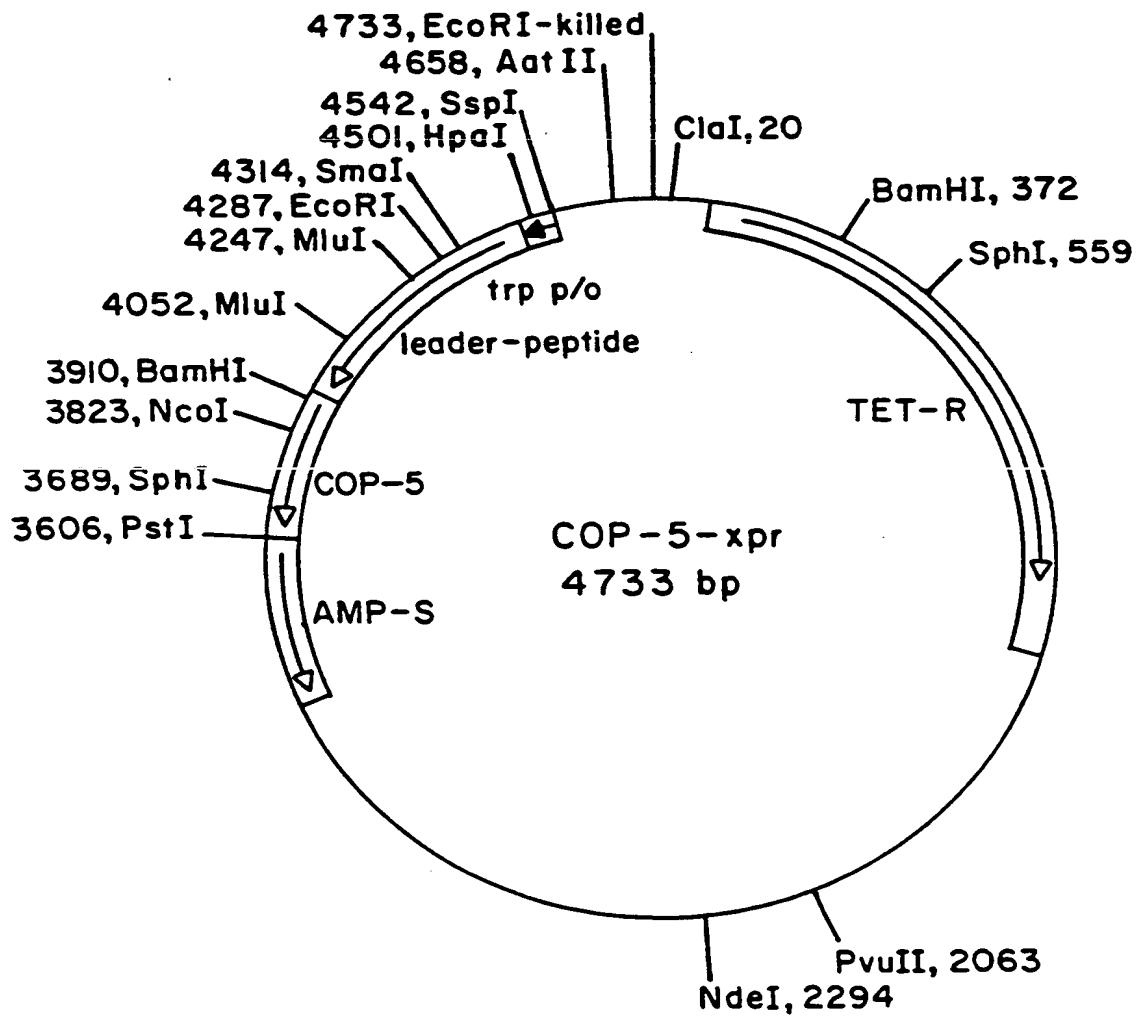 4733, EcoRI-killed
4658, AatII
4542, SspI
4501, HpaI
4314, SmaI
4287, EcoRI
4247, MluI
4052, MluI
3910, BamHI
3823, NcoI
3689, SphI
3606, PstI
ClaI, 20
BamHI, 372
SphI, 559
trp p/o
leader-peptide
TET-R
COP-5
AMP-S
COP-5-xpr
4733 bp
PvuII, 2063
NdeI, 2294